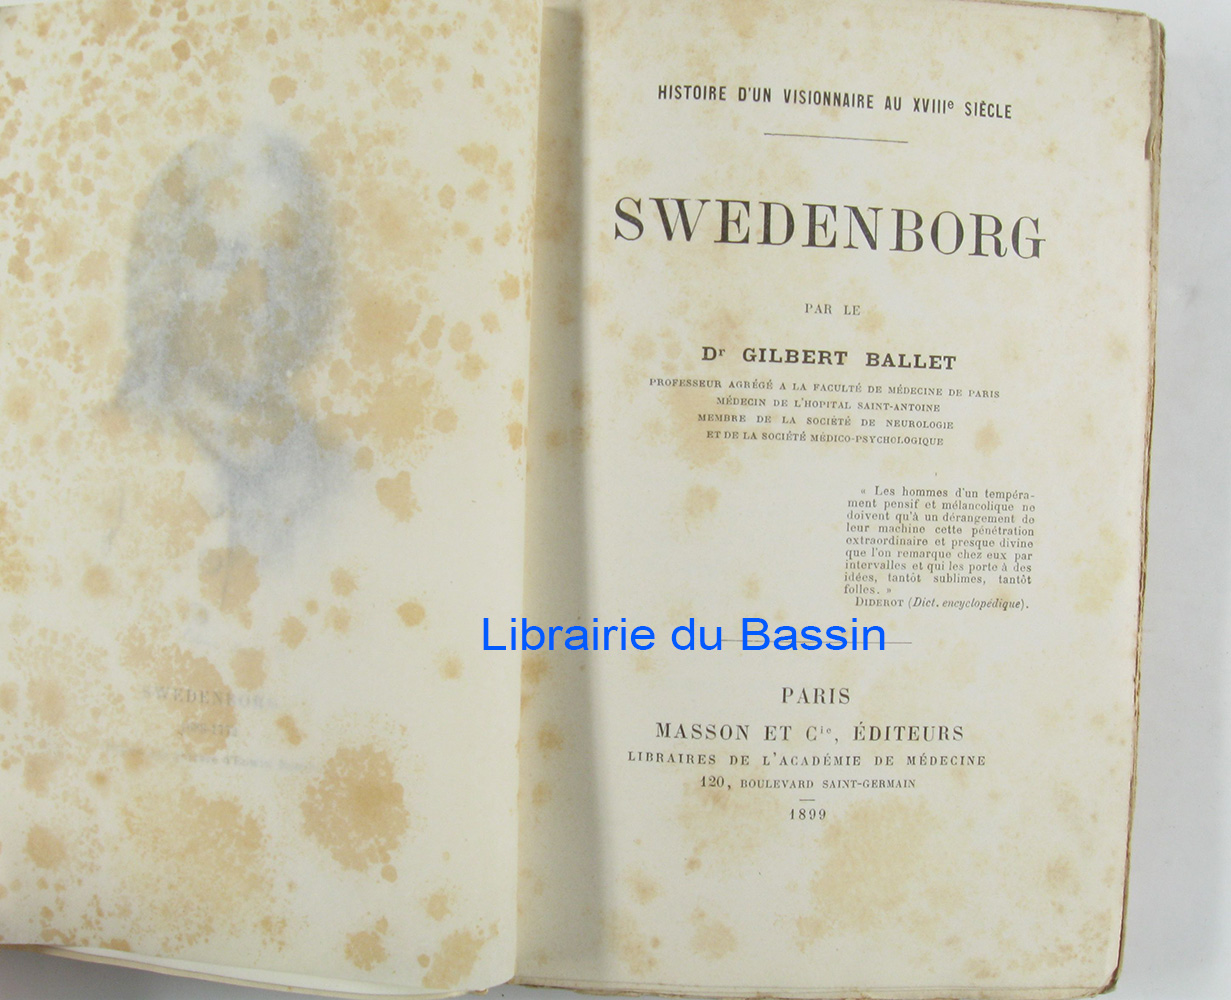 SWEDENBORG
HISTOIRE D'UN VISIONNAIRE AU XVIIIe SIÈCLE
SWEDENBORG
PAR LE
Dr GILBERT BALLET
PROFESSEUR AGRÉGÉ A LA FACULTÉ DE MÉDECINE DE PARIS
MÉDECIN DE L'HOPITAL SAINT-ANTOINE
MEMBRE DE LA SOCIÉTÉ DE NEUROLOGIE
ET DE LA SOCIÉTÉ MÉDICO-PSYCHOLOGIQUE
« Les hommes d'un tempéra-
ment pensif et mélancolique ne
doivent qu'à un dérangement de
leur machine cette pénétration
extraordinaire et presque divine
que l'on remarque chez eux par
intervalles et qui les porte à des
idées, tantôt sublimes, tantôt
folles. »
DIDEROT (Dict. encyclopédique).
Librairie du Bassin
PARIS
MASSON ET Cie, ÉDITEURS
LIBRAIRES DE L'ACADÉMIE DE MÉDECINE
120, BOULEVARD SAINT-GERMAIN
1899